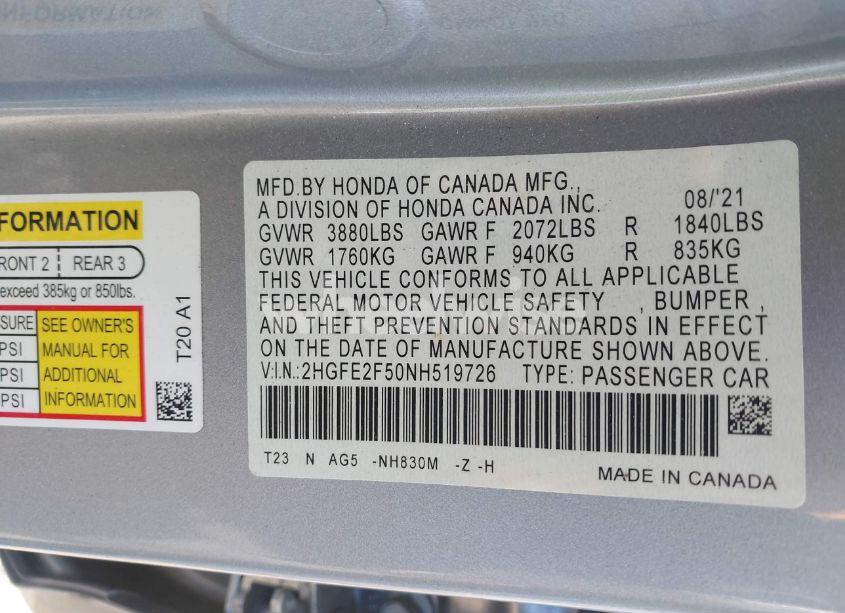 MFD.BY HONDA OF CANADA MFG.,
A DIVISION OF HONDA CANADA INC. 08/'21
GVWR 3880LBS GAWR F 2072LBS R 1840LBS
GVWR 1760KG GAWR F 940KG R 835KG
THIS VEHICLE CONFORMS TO ALL APPLICABLE
FEDERAL MOTOR VEHICLE SAFETY , BUMPER ,
AND THEFT PREVENTION STANDARDS IN EFFECT
ON THE DATE OF MANUFACTURE SHOWN ABOVE.
V.I.N.:2HGFE2F50NH519726 TYPE: PASSENGER CAR
T23 N AG5 -NH830M -Z -H
MADE IN CANADA
FORMATION
FRONT 2 REAR 3
exceed 385kg or 850lbs.
SURE SEE OWNER'S
PSI MANUAL FOR
PSI ADDITIONAL
PSI INFORMATION
T20 A1